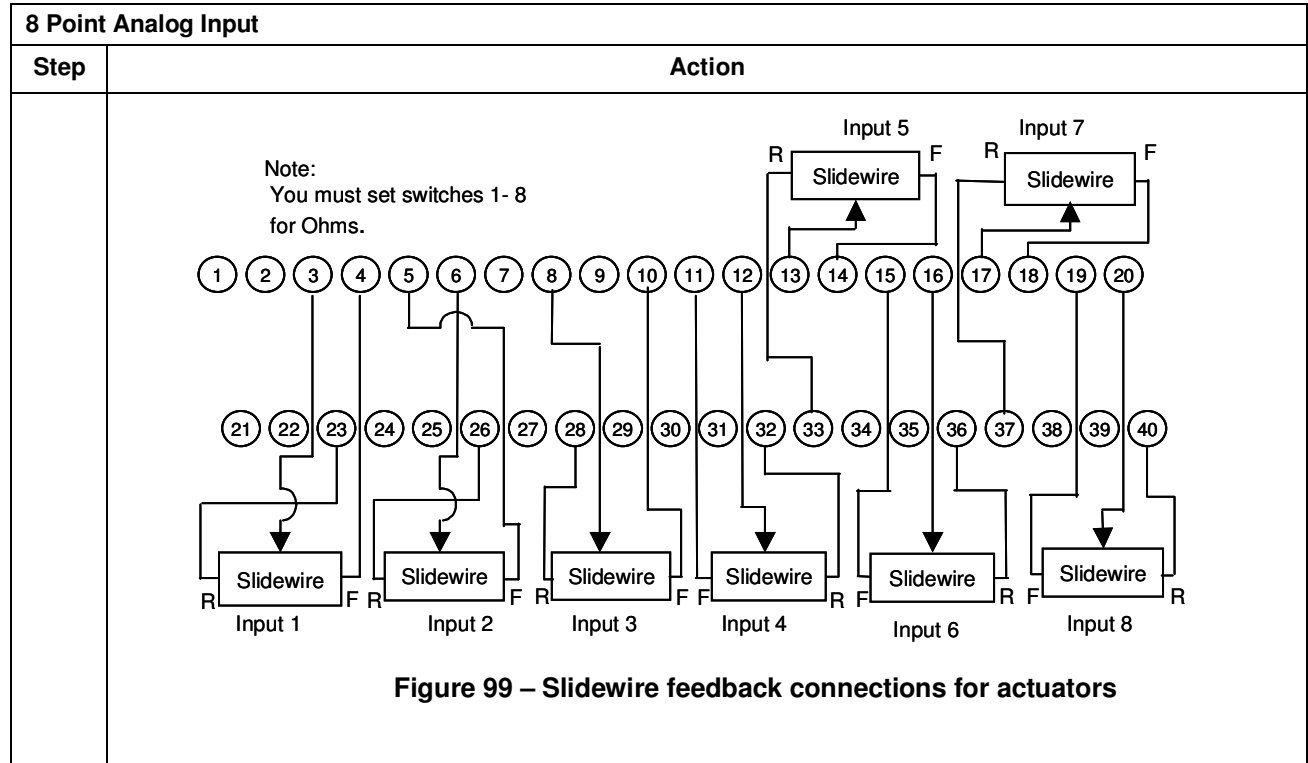 8 Point Analog Input
Step Action
Input 5 Input 7
R F R F
Slidewire Slidewire
Note:
You must set switches 1- 8
for Ohms.
1 2 3 4 5 6 7 8 9 10 11 12 13 14 15 16 17 18 19 20
21 22 23 24 25 26 27 28 29 30 31 32 33 34 35 36 37 38 39 40
Slidewire Slidewire Slidewire Slidewire Slidewire Slidewire
R F R F R F F R F R F R
Input 1 Input 2 Input 3 Input 4 Input 6 Input 8
Figure 99 – Slidewire feedback connections for actuators